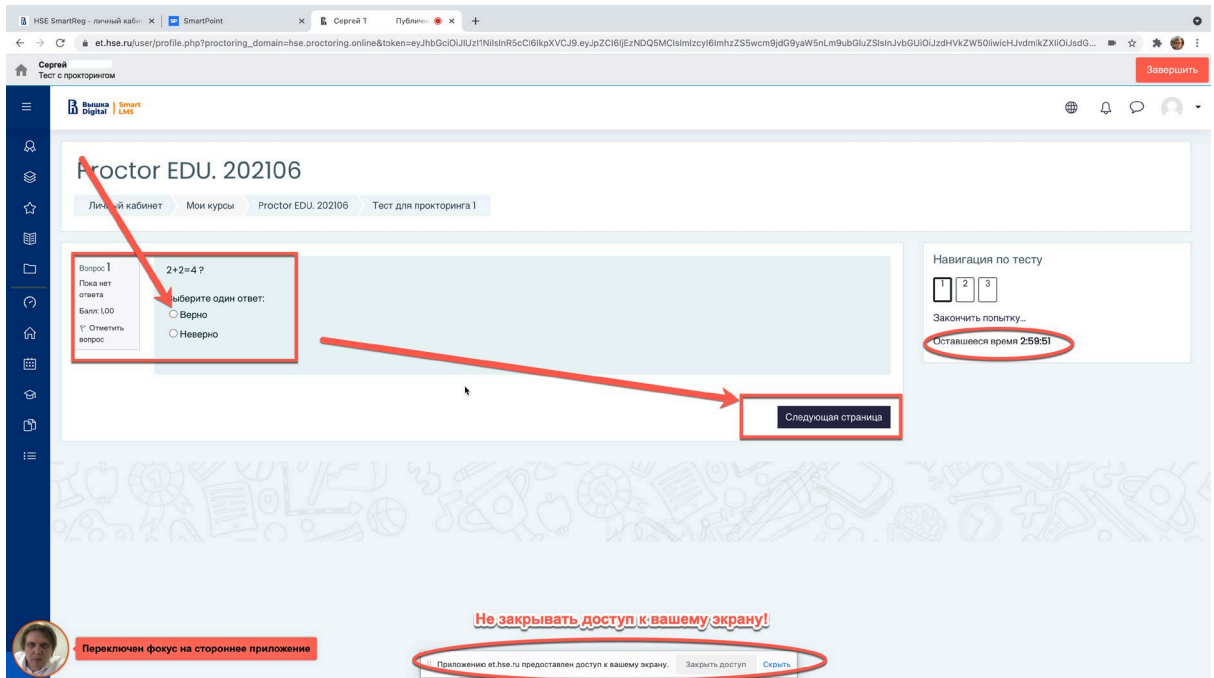 HSE SmartReg - личный кабин
SmartPoint
Сергей Т
Публичн
et.hse.ru/user/profile.php?proctoring_domain=hse.proctoring.online&token=
Сергей
Тест с прокторингом
Завершить
Вышка Digital | Smart LMS
Proctor EDU. 202106
Личный кабинет
Мои курсы
Proctor EDU. 202106
Тест для прокторинга 1
Вопрос 1
Пока нет
ответа
Балл: 1,00
Отметить
вопрос
2+2=4 ?
Выберите один ответ:
Верно
Неверно
Следующая страница
Навигация по тесту
1 2 3
Закончить попытку...
Оставшееся время 2:59:51
Не закрывать доступ к вашему экрану!
Переключен фокус на стороннее приложение
Приложению et.hse.ru предоставлен доступ к вашему экрану.
Закрыть доступ
Скрыть